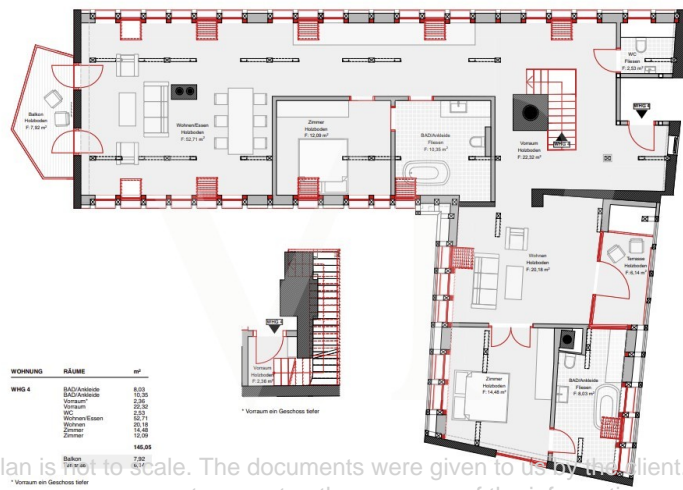 WC
Fliesen
F: 2,53 m²
Balkon
Holzboden
F: 7,92 m²
Wohnen/Essen
Holzboden
F: 52,71 m²
Zimmer
Holzboden
F: 12,09 m²
BAD/Ankleide
Fliesen
F: 10,35 m²
Vorraum
Holzboden
F: 22,32 m²
WHG 4
WHG 4
Wohnen
Holzboden
F: 20,18 m²
Terrasse
Holzboden
F: 6,14 m²
WHG 4
Vorraum
Holzboden
F: 2,36 m²
Zimmer
Holzboden
F: 14,48 m²
BAD/Ankleide
Fliesen
F: 8,03 m²
* Vorraum ein Geschoss tiefer
WOHNUNG RÄUME m²
WHG 4 BAD/Ankleide 8,03
BAD/Ankleide 10,35
Vorraum* 2,36
Vorraum 22,32
WC 2,53
Wohnen/Essen 52,71
Wohnen 20,18
Zimmer 14,48
Zimmer 12,09
145,05
Balkon 7,92
Terrasse 6,14
* Vorraum ein Geschoss tiefer
lan is not to scale. The documents were given to us by the client